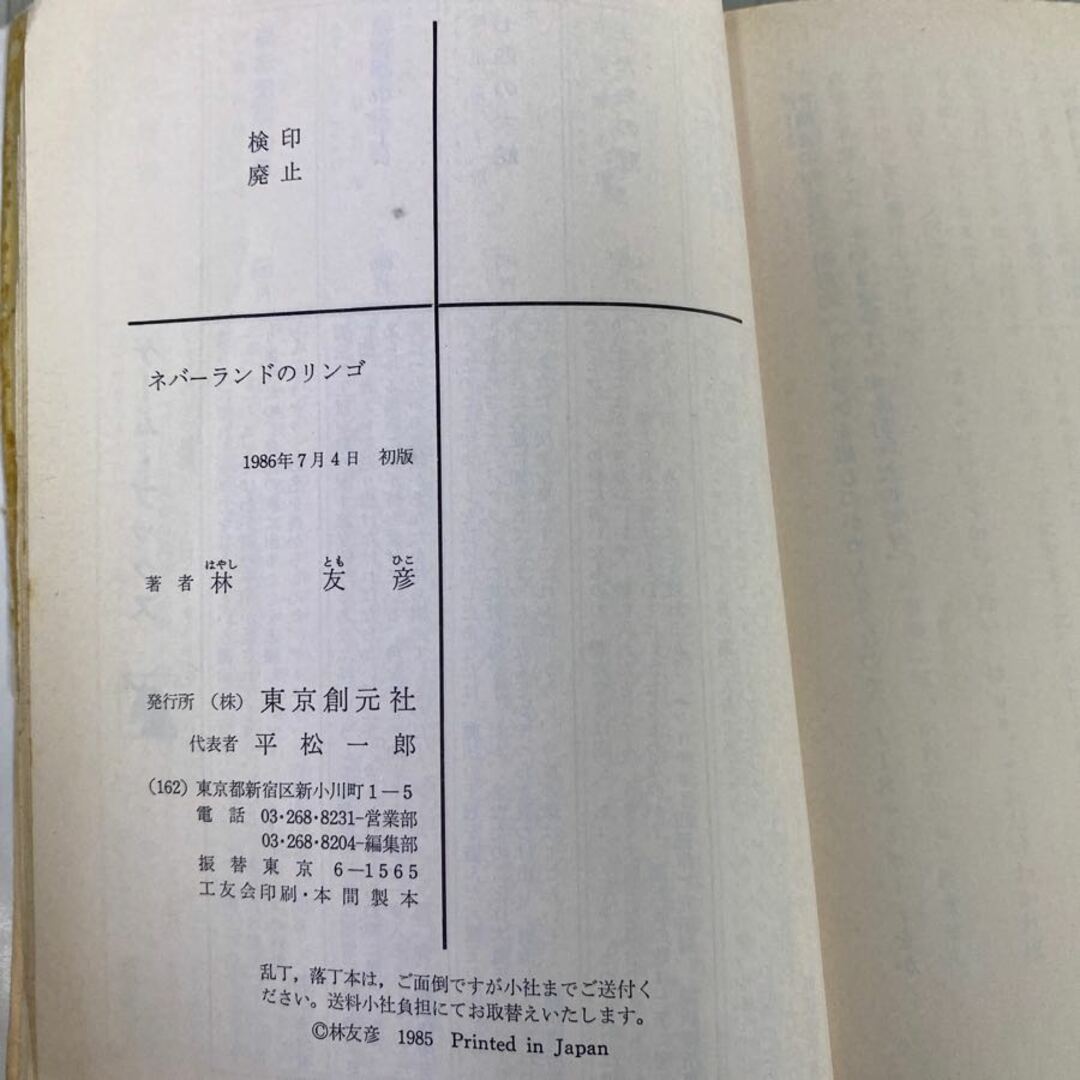 検印
廃止
ネバーランドのリンゴ
1986年7月4日 初版
はやし とも ひこ
著者 林 友彦
発行所 (株) 東京創元社
代表者 平松一郎
(162) 東京都新宿区新小川町1―5
電話 03・268・8231―営業部
03・268・8204―編集部
振替東京 6―1565
工友会印刷・本間製本
乱丁,落丁本は,ご面倒ですが小社までご送付く
ださい。送料小社負担にてお取替えいたします。
©林友彦 1985 Printed in Japan